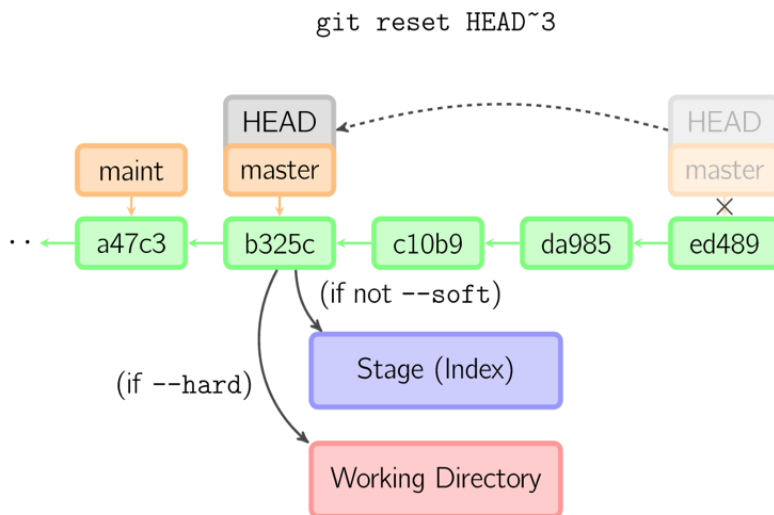 git reset HEAD~3
HEAD
HEAD
maint
master
master
..
a47c3
b325c
c10b9
da985
ed489
(if not --soft)
Stage (Index)
(if --hard)
Working Directory